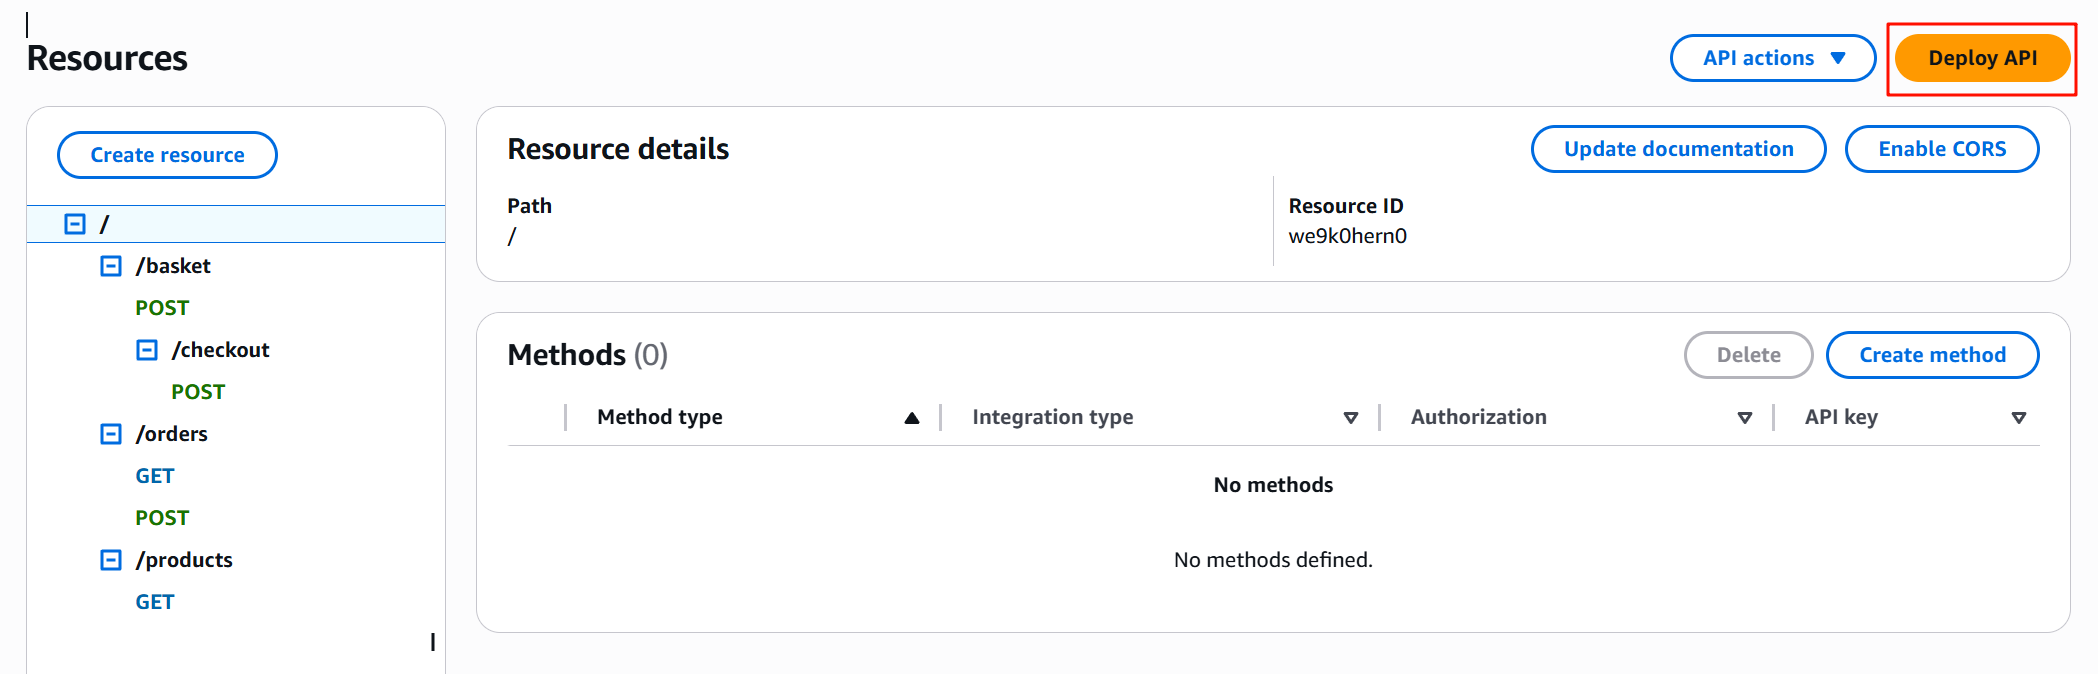 Resources
API actions
Deploy API
Create resource
/
/basket
POST
/checkout
POST
/orders
GET
POST
/products
GET
Resource details
Update documentation
Enable CORS
Path
/
Resource ID
we9k0hern0
Methods (0)
Delete
Create method
Method type
Integration type
Authorization
API key
No methods
No methods defined.